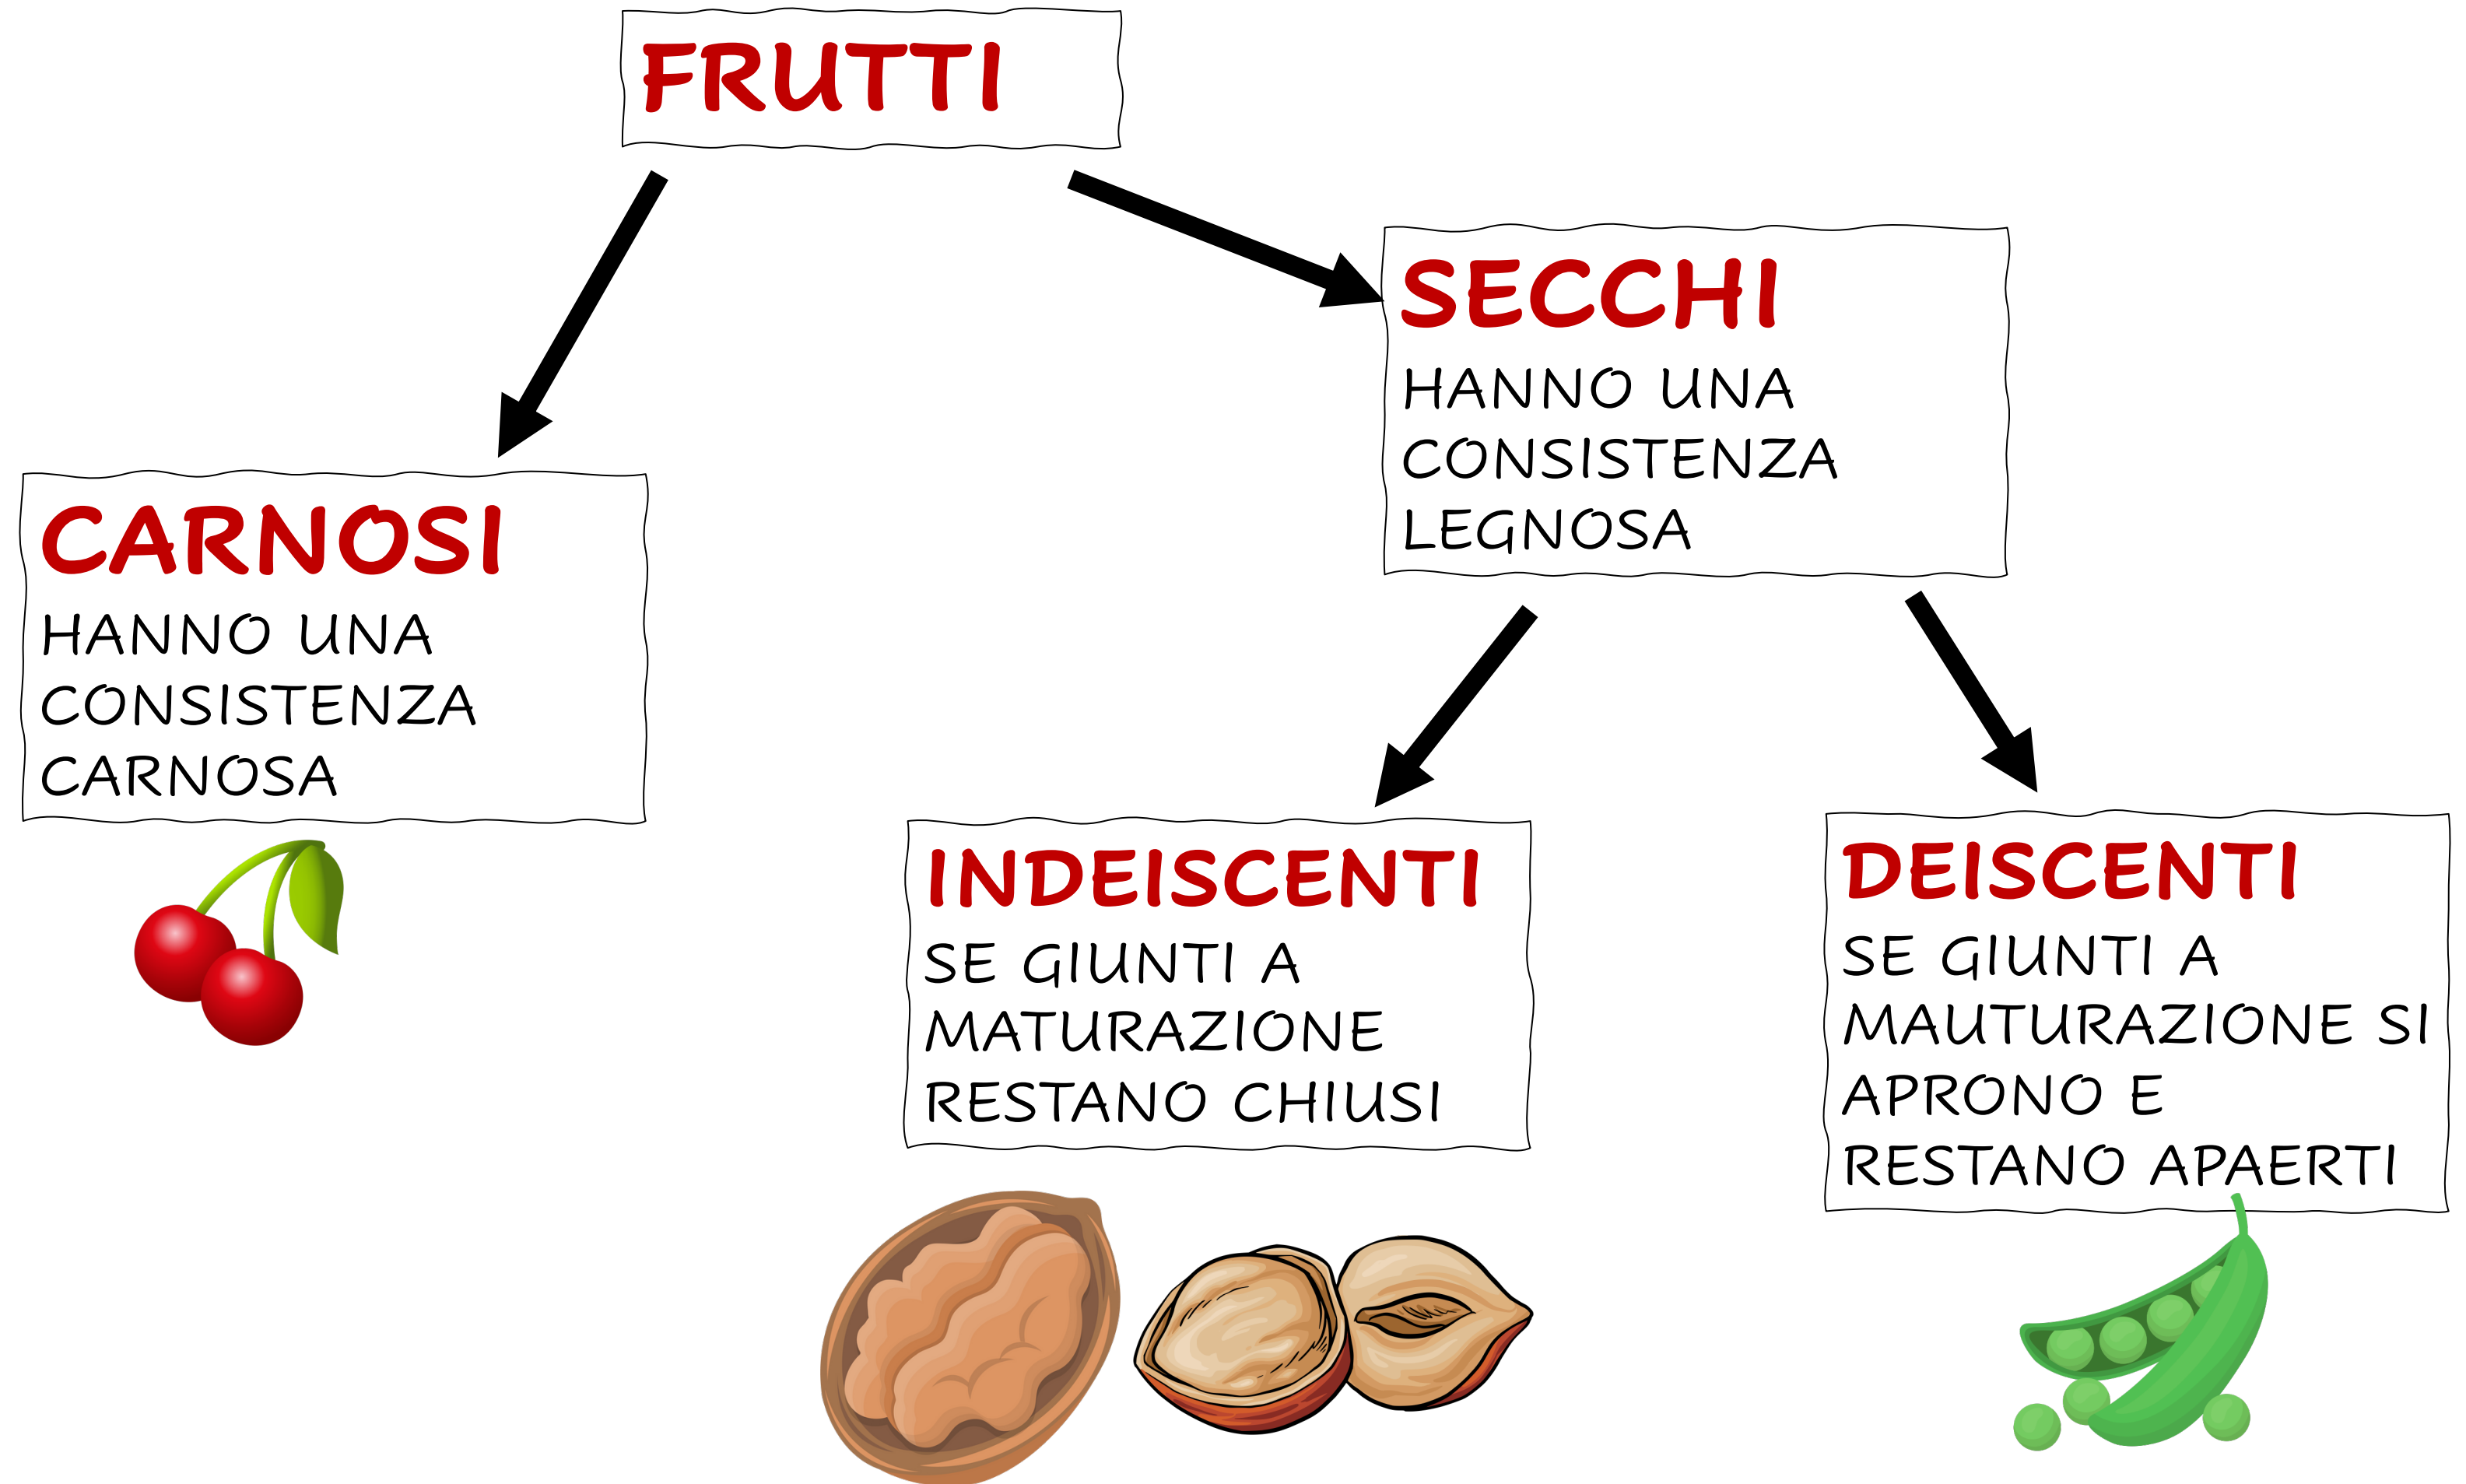 FRUTTI
SECCHI
HANNO UNA
CONSISTENZA
LEGNOSA
CARNOSI
HANNO UNA
CONSISTENZA
CARNOSA
INDEISCENTI
SE GIUNTI A
MATURAZIONE
RESTANO CHIUSI
DEISCENTI
SE GIUNTI A
MAUTURAZIONE SI
APRONO E
RESTANO APAERTI